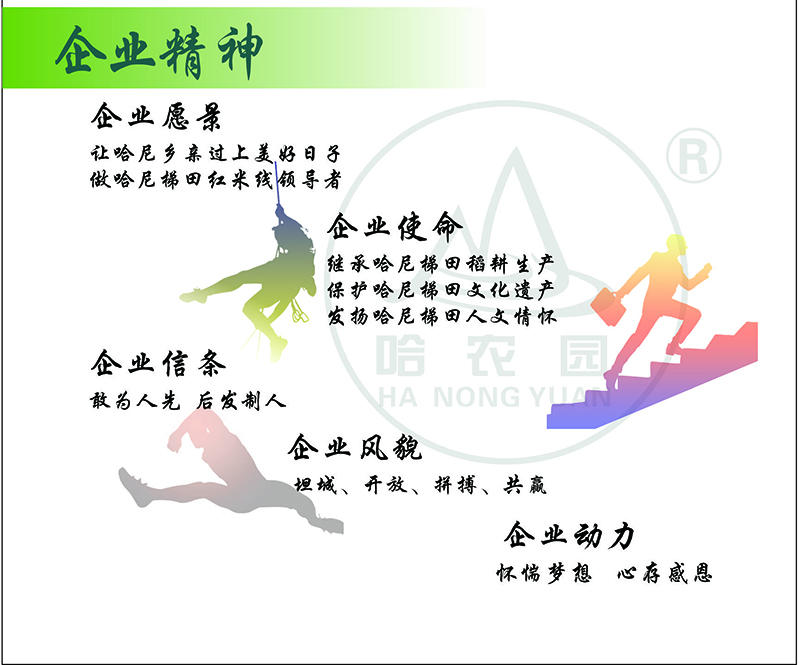 企业精神
企业愿景
让哈尼乡亲过上美好日子
做哈尼梯田红米线领导者
®
企业使命
继承哈尼梯田稻耕生产
保护哈尼梯田文化遗产
发扬哈尼梯田人文情怀
哈农园
HA NONG YUAN
企业信条
敢为人先 后发制人
企业风貌
坦城、开放、拼搏、共赢
企业动力
怀惴梦想 心存感恩